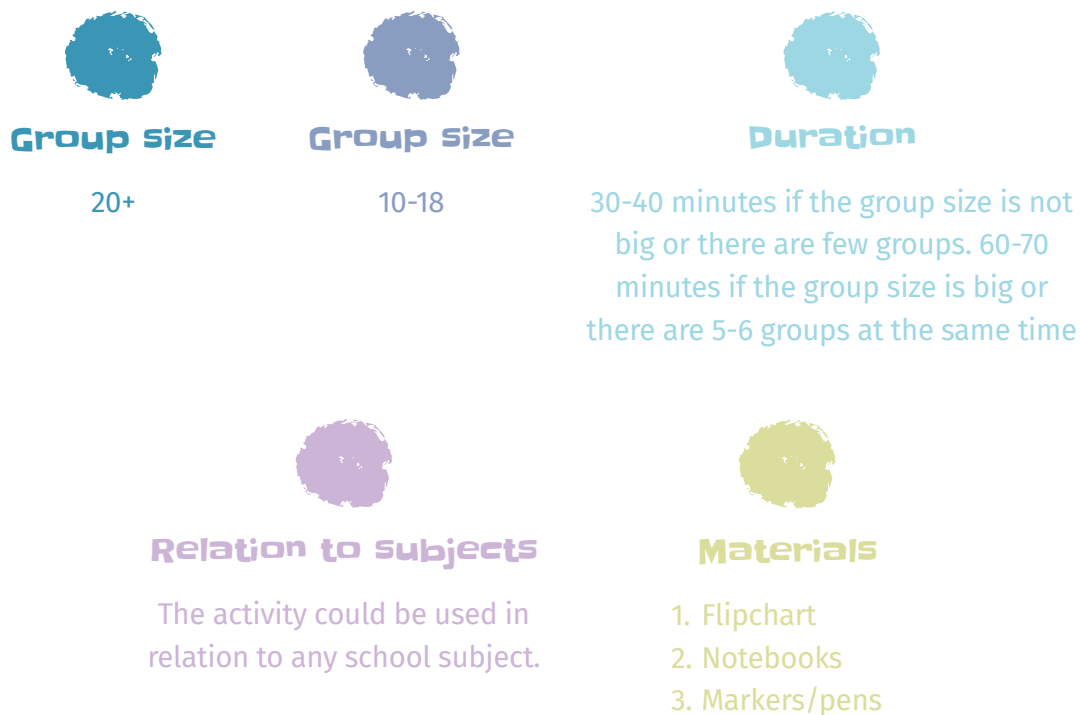 Group size
20+
Group size
10-18
Duration
30-40 minutes if the group size is not
big or there are few groups. 60-70
minutes if the group size is big or
there are 5-6 groups at the same time
Relation to subjects
The activity could be used in
relation to any school subject.
Materials
1. Flipchart
2. Notebooks
3. Markers/pens